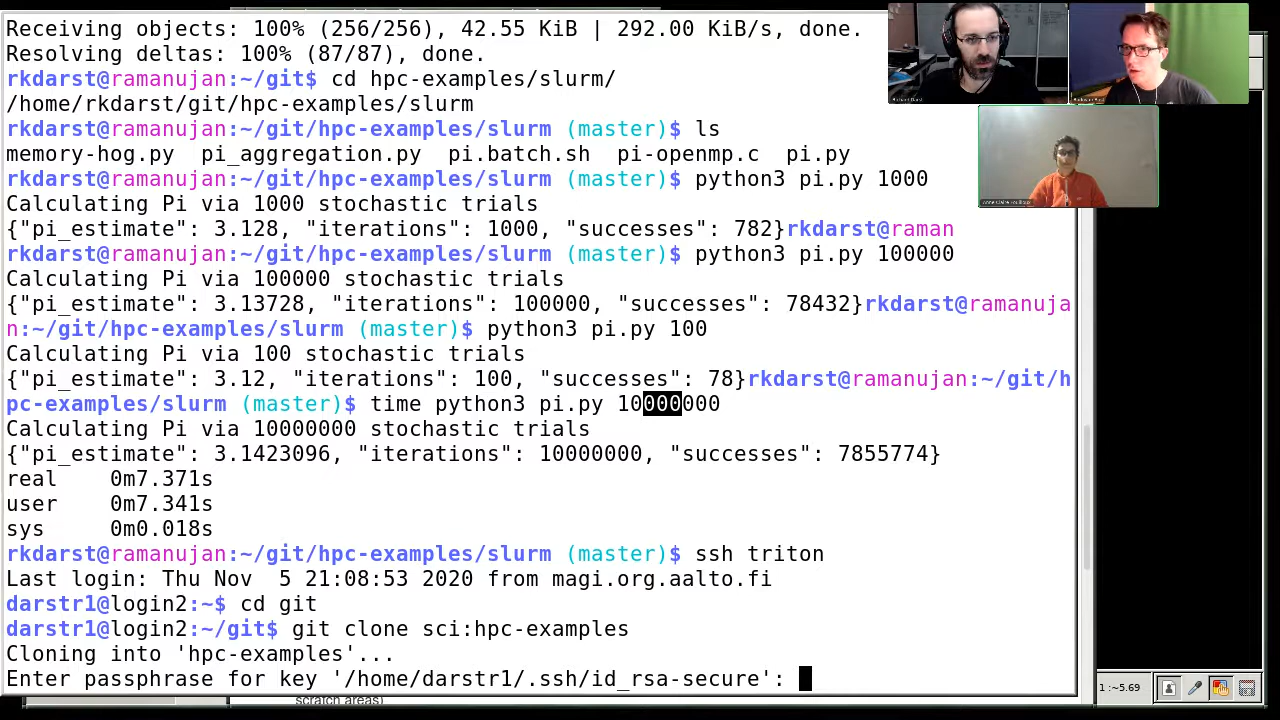 Receiving objects: 100% (256/256), 42.55 KiB | 292.00 KiB/s, done.
Resolving deltas: 100% (87/87), done.
rkdarst@ramanujan:~/git$ cd hpc-examples/slurm/
/home/rkdarst/git/hpc-examples/slurm
rkdarst@ramanujan:~/git/hpc-examples/slurm (master)$ ls
memory-hog.py  pi_aggregation.py  pi.batch.sh  pi-openmp.c  pi.py
rkdarst@ramanujan:~/git/hpc-examples/slurm (master)$ python3 pi.py 1000
Calculating Pi via 1000 stochastic trials
{"pi_estimate": 3.128, "iterations": 1000, "successes": 782}rkdarst@raman
rkdarst@ramanujan:~/git/hpc-examples/slurm (master)$ python3 pi.py 100000
Calculating Pi via 100000 stochastic trials
{"pi_estimate": 3.13728, "iterations": 100000, "successes": 78432}rkdarst@ramanuja
n:~/git/hpc-examples/slurm (master)$ python3 pi.py 100
Calculating Pi via 100 stochastic trials
{"pi_estimate": 3.12, "iterations": 100, "successes": 78}rkdarst@ramanujan:~/git/h
pc-examples/slurm (master)$ time python3 pi.py 10000000
Calculating Pi via 10000000 stochastic trials
{"pi_estimate": 3.1423096, "iterations": 10000000, "successes": 7855774}
real    0m7.371s
user    0m7.341s
sys     0m0.018s
rkdarst@ramanujan:~/git/hpc-examples/slurm (master)$ ssh triton
Last login: Thu Nov  5 21:08:53 2020 from magi.org.aalto.fi
darstr1@login2:~$ cd git
darstr1@login2:~/git$ git clone sci:hpc-examples
Cloning into 'hpc-examples'...
Enter passphrase for key '/home/darstr1/.ssh/id_rsa-secure':
scratch areas)
1:~5.69
Richard Darst